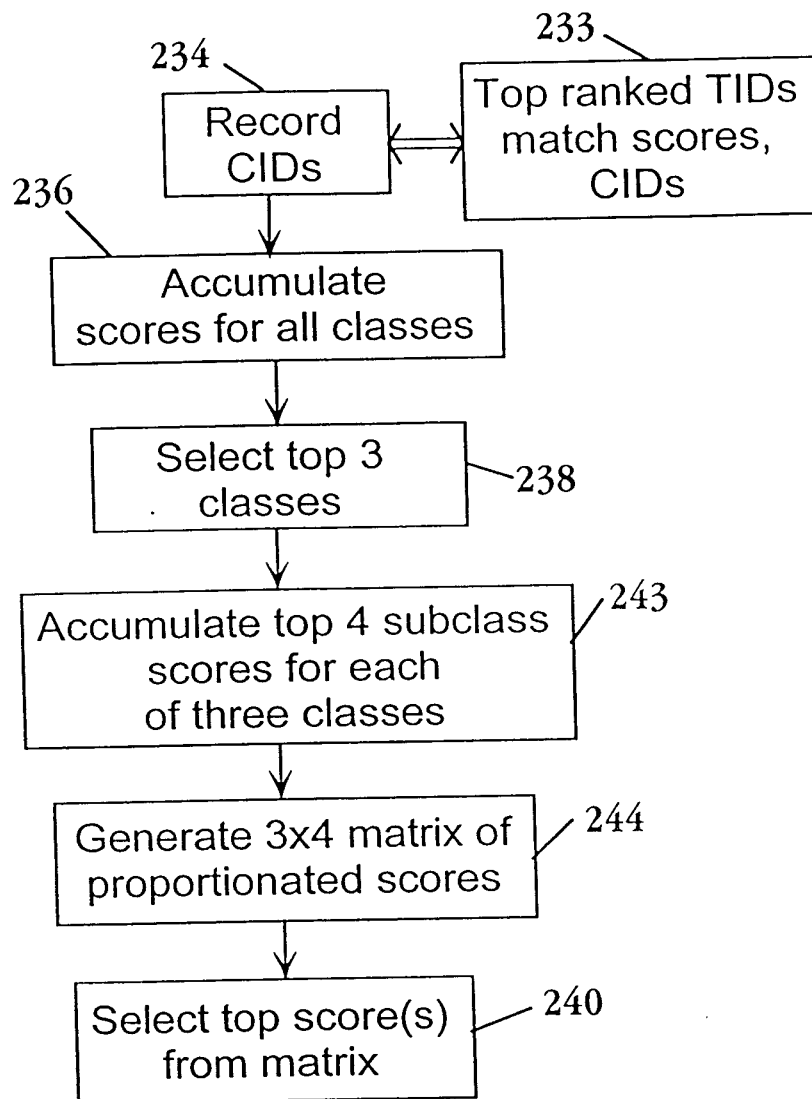 234
233
Record
CIDs
Top ranked TIDs
match scores,
CIDs
236
Accumulate
scores for all classes
Select top 3
classes
238
243
Accumulate top 4 subclass
scores for each
of three classes
Generate 3x4 matrix of
proportionated scores
244
Select top score(s)
from matrix
240